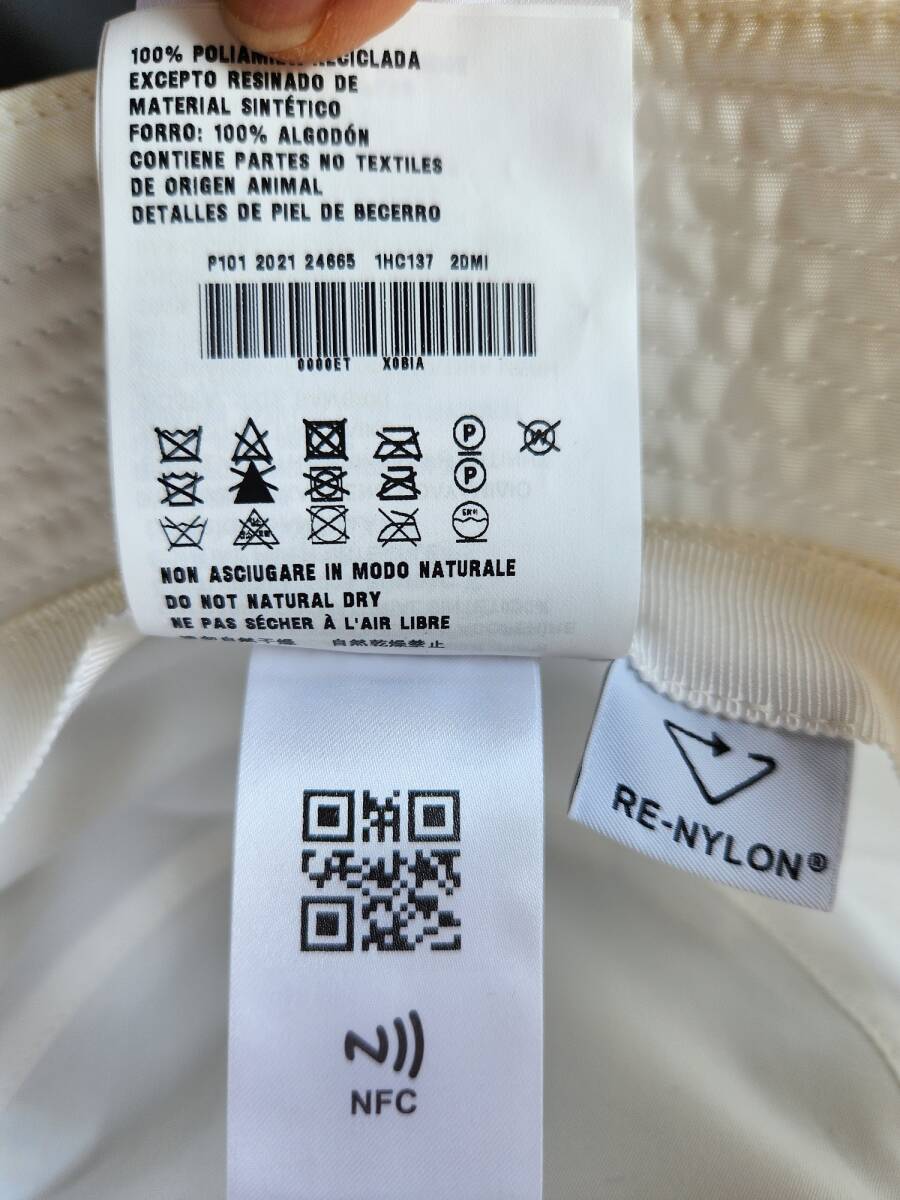 100% POLIAMIDA RECICLADA
EXCEPTO RESINADO DE
MATERIAL SINTÉTICO
FORRO: 100% ALGODÓN
CONTIENE PARTES NO TEXTILES
DE ORIGEN ANIMAL
DETALLES DE PIEL DE BECERRO
P101 2021 24665 1HC137 2DMI
0000ET X0BIA
P
W
P
NON ASCIUGARE IN MODO NATURALE
DO NOT NATURAL DRY
NE PAS SÉCHER À L'AIR LIBRE
自然乾燥禁止
RE-NYLON®
N
NFC